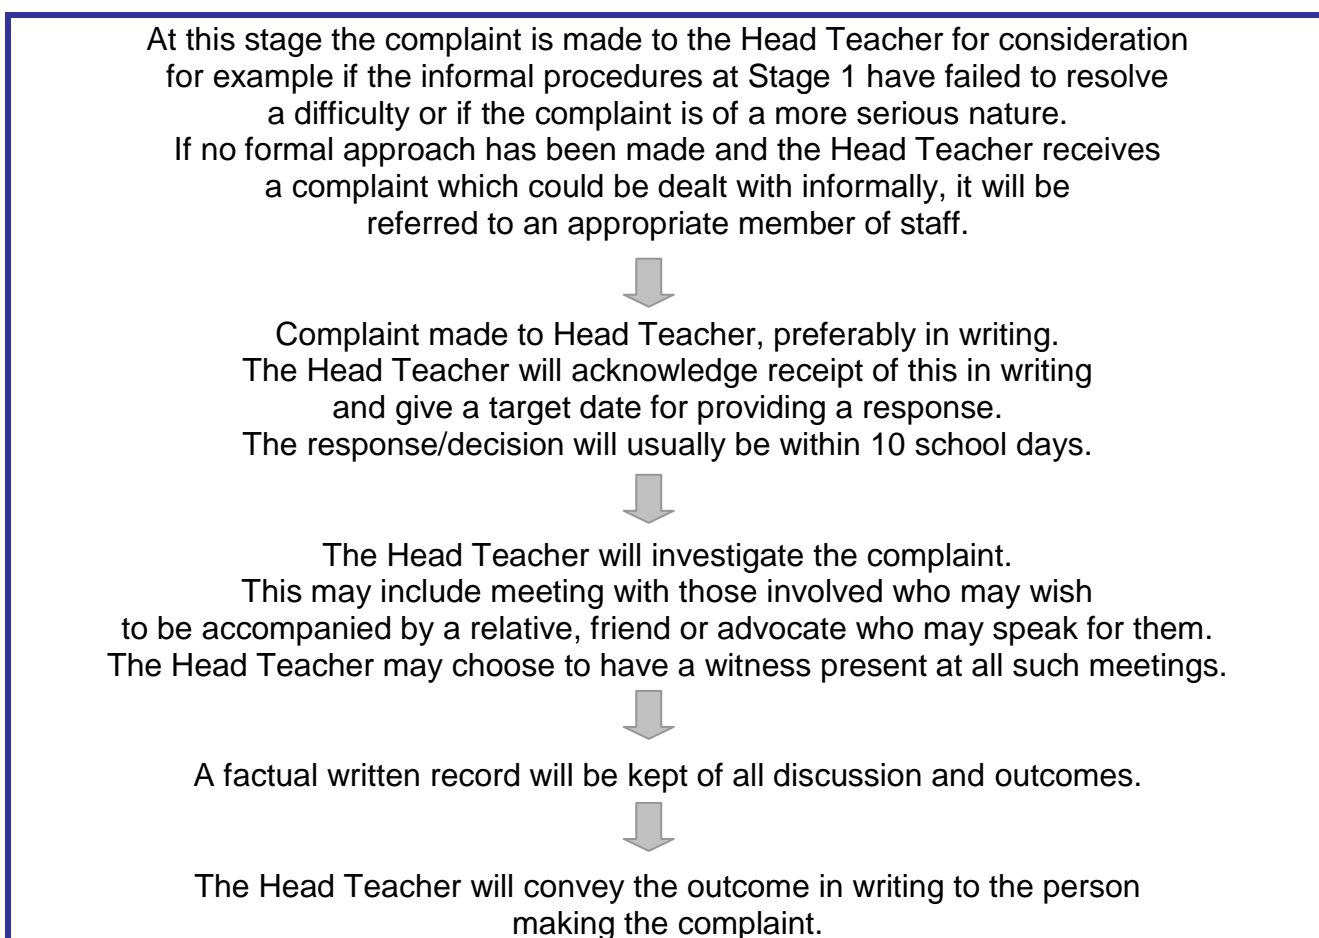 At this stage the complaint is made to the Head Teacher for consideration
for example if the informal procedures at Stage 1 have failed to resolve
a difficulty or if the complaint is of a more serious nature.
If no formal approach has been made and the Head Teacher receives
a complaint which could be dealt with informally, it will be
referred to an appropriate member of staff.
Complaint made to Head Teacher, preferably in writing.
The Head Teacher will acknowledge receipt of this in writing
and give a target date for providing a response.
The response/decision will usually be within 10 school days.
The Head Teacher will investigate the complaint.
This may include meeting with those involved who may wish
to be accompanied by a relative, friend or advocate who may speak for them.
The Head Teacher may choose to have a witness present at all such meetings.
A factual written record will be kept of all discussion and outcomes.
The Head Teacher will convey the outcome in writing to the person
making the complaint.